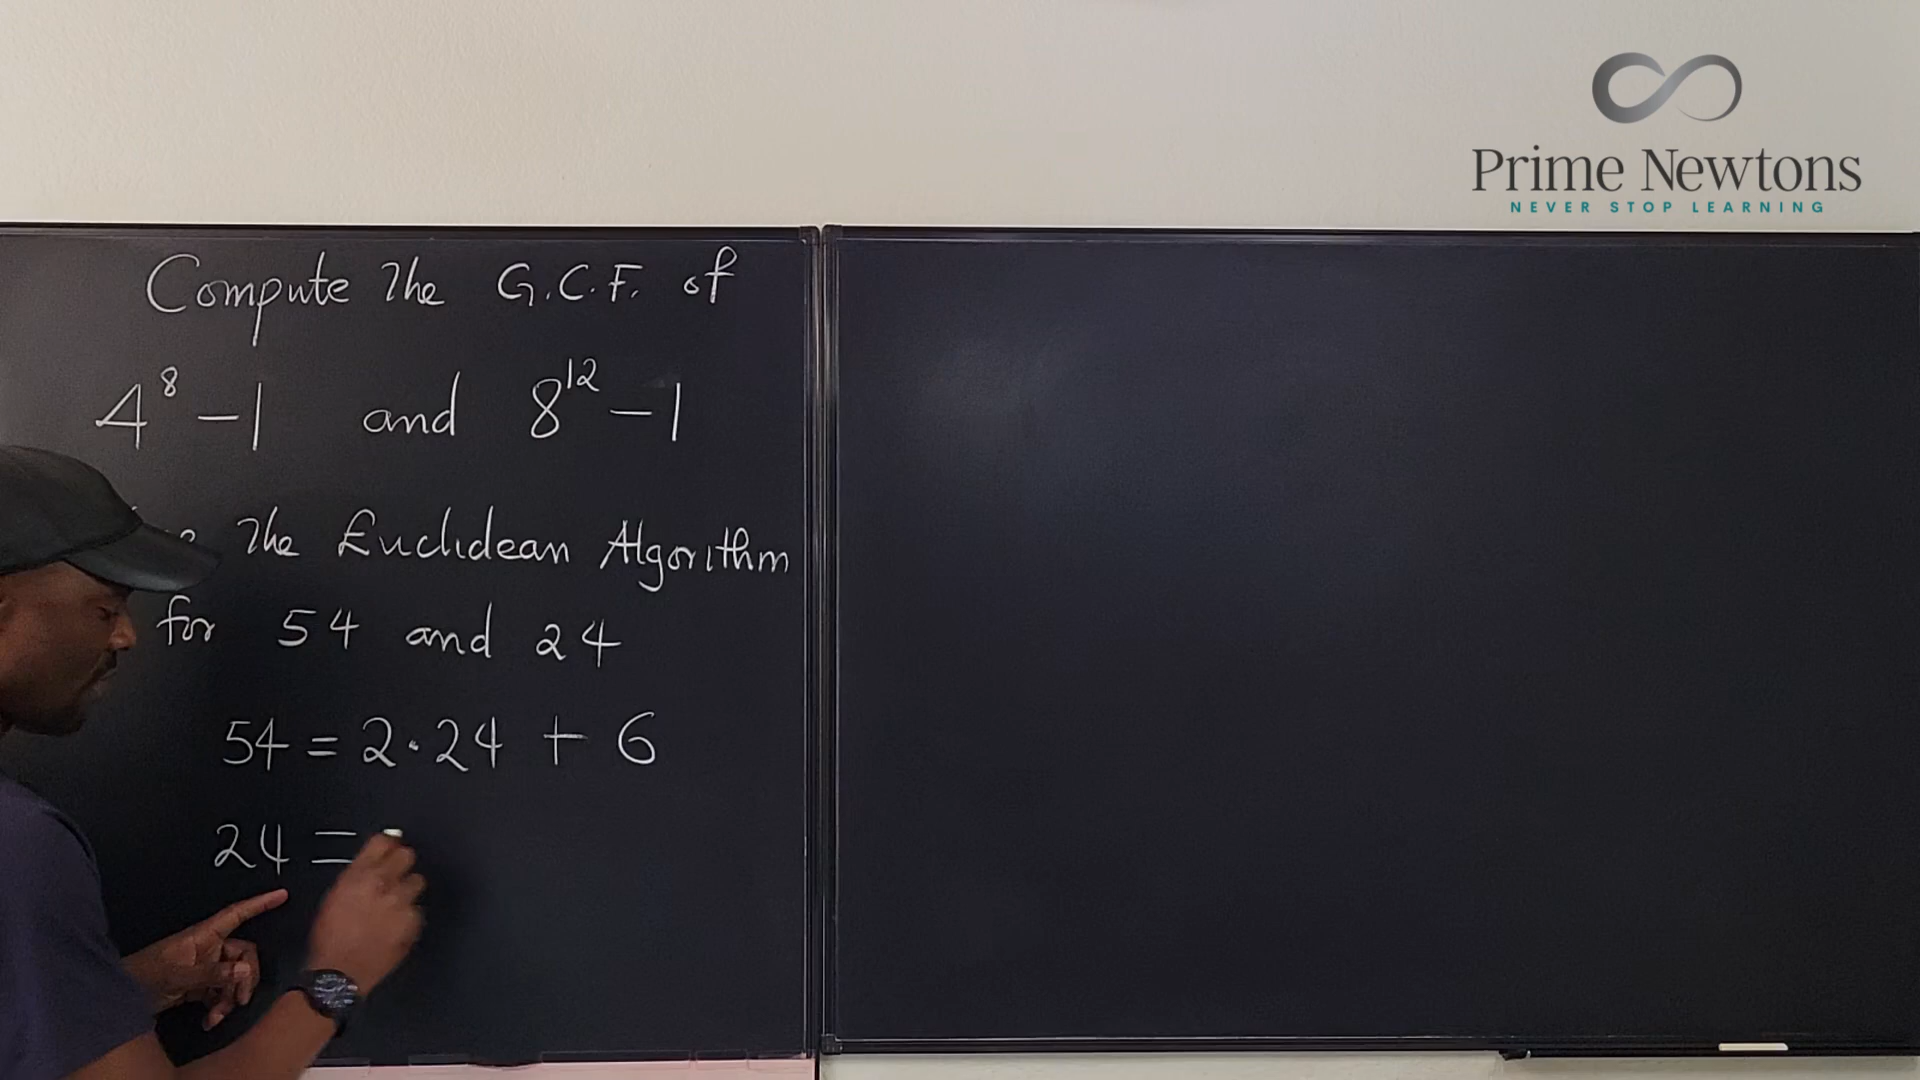 Prime Newtons
NEVER STOP LEARNING
Compute the G.C.F. of
4⁸ - 1 and 8¹² - 1
the Euclidean Algorithm
for 54 and 24
54 = 2·24 + 6
24 =